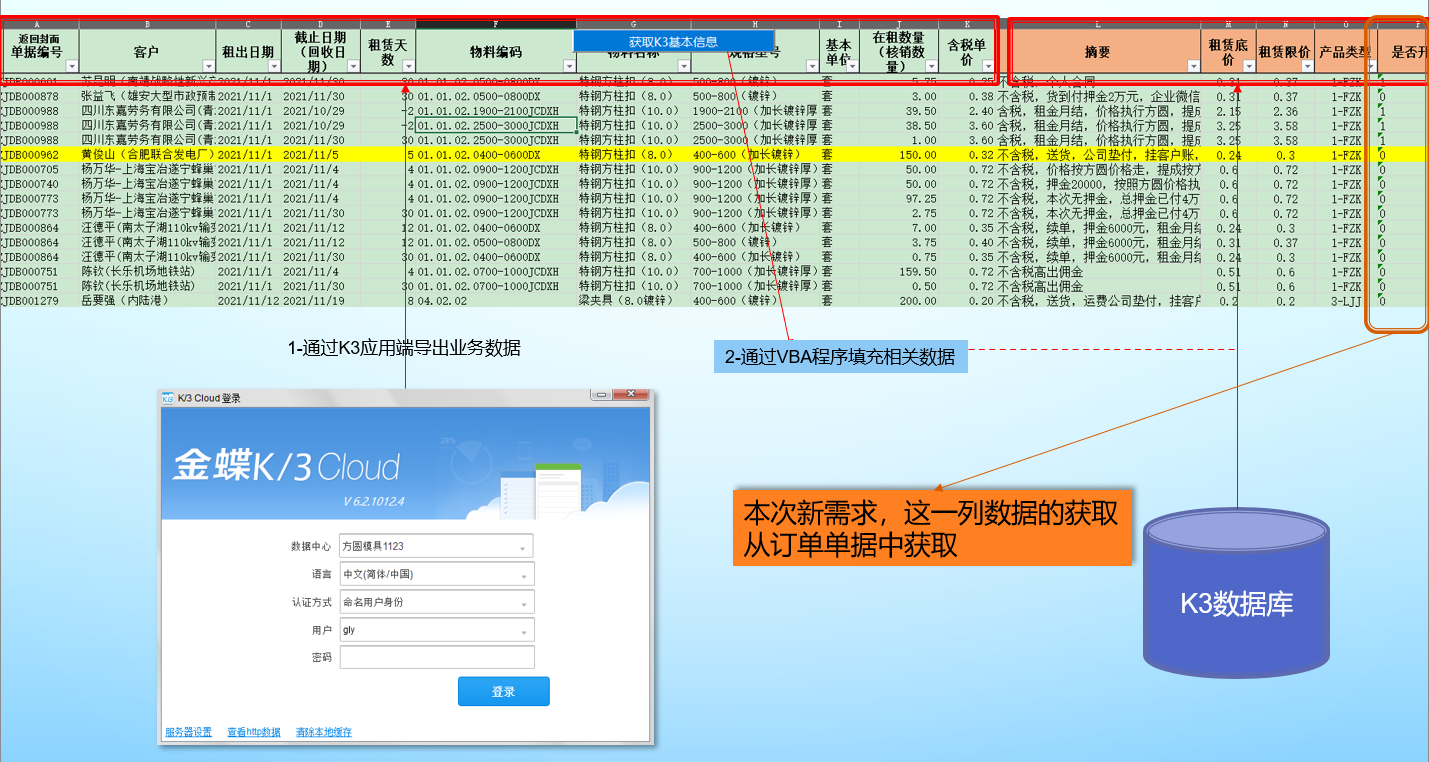 A B C D E F G H I J K L M N O P
返回封面
单据编号 客户 租出日期 截止日期（回收日期） 租赁天数 物料编码 物料名称 规格型号 基本单位 在租数量（核销数量） 含税单价 摘要 租赁底价 租赁限价 产品类型 是否开
获取K3基本信息
JDB000878 张益飞（雄安大型市政预制 2021/11/1 2021/11/30 30 01.01.02.0500-0800DX 特钢方柱扣（8.0） 500-800（镀锌） 套 3.00 0.38 不含税，货到付押金2万元，企业微信 0.31 0.37 1-FZK 1
JDB000988 四川东嘉劳务有限公司(青 2021/11/1 2021/10/29 -2 01.01.02.1900-2100JCDXH 特钢方柱扣（10.0） 1900-2100（加长镀锌厚） 套 39.50 2.40 含税，租金月结，价格执行方圆，提成 2.15 2.36 1-FZK 1
JDB000988 四川东嘉劳务有限公司(青 2021/11/1 2021/10/29 -2 01.01.02.2500-3000JCDXH 特钢方柱扣（10.0） 2500-3000（加长镀锌厚） 套 38.50 3.60 含税，租金月结，价格执行方圆，提成 3.25 3.58 1-FZK 1
JDB000988 四川东嘉劳务有限公司(青 2021/11/1 2021/11/30 30 01.01.02.2500-3000JCDXH 特钢方柱扣（10.0） 2500-3000（加长镀锌厚） 套 1.00 3.60 含税，租金月结，价格执行方圆，提成 3.25 3.58 1-FZK 1
JDB000962 黄俊山（合肥联合发电厂） 2021/11/1 2021/11/5 5 01.01.02.0400-0600DX 特钢方柱扣（8.0） 400-600（加长镀锌） 套 150.00 0.32 不含税，送货，公司垫付，挂客户账， 0.24 0.3 1-FZK 0
JDB000705 杨万华-上海宝冶遂宁蜂巢 2021/11/1 2021/11/4 4 01.01.02.0900-1200JCDXH 特钢方柱扣（10.0） 900-1200（加长镀锌厚） 套 50.00 0.72 不含税，价格按方圆价格走，提成按方 0.6 0.72 1-FZK 0
JDB000740 杨万华-上海宝冶遂宁蜂巢 2021/11/1 2021/11/4 4 01.01.02.0900-1200JCDXH 特钢方柱扣（10.0） 900-1200（加长镀锌厚） 套 50.00 0.72 不含税，押金20000，按照方圆价格执 0.6 0.72 1-FZK 0
JDB000773 杨万华-上海宝冶遂宁蜂巢 2021/11/1 2021/11/4 4 01.01.02.0900-1200JCDXH 特钢方柱扣（10.0） 900-1200（加长镀锌厚） 套 97.25 0.72 不含税，本次无押金，总押金已付4万 0.6 0.72 1-FZK 0
JDB000773 杨万华-上海宝冶遂宁蜂巢 2021/11/1 2021/11/30 30 01.01.02.0900-1200JCDXH 特钢方柱扣（10.0） 900-1200（加长镀锌厚） 套 2.75 0.72 不含税，本次无押金，总押金已付4万 0.6 0.72 1-FZK 0
JDB000864 汪德平(南太子湖110kv输变 2021/11/1 2021/11/12 12 01.01.02.0400-0600DX 特钢方柱扣（8.0） 400-600（加长镀锌） 套 7.00 0.35 不含税，续单，押金6000元，租金月结 0.24 0.3 1-FZK 0
JDB000864 汪德平(南太子湖110kv输变 2021/11/1 2021/11/12 12 01.01.02.0500-0800DX 特钢方柱扣（8.0） 500-800（镀锌） 套 3.75 0.40 不含税，续单，押金6000元，租金月结 0.31 0.37 1-FZK 0
JDB000864 汪德平(南太子湖110kv输变 2021/11/1 2021/11/30 30 01.01.02.0400-0600DX 特钢方柱扣（8.0） 400-600（加长镀锌） 套 0.75 0.35 不含税，续单，押金6000元，租金月结 0.24 0.3 1-FZK 0
JDB000751 陈钦(长乐机场地铁站) 2021/11/1 2021/11/4 4 01.01.02.0700-1000JCDXH 特钢方柱扣（10.0） 700-1000（加长镀锌厚） 套 159.50 0.72 不含税高出佣金 0.51 0.6 1-FZK 0
JDB000751 陈钦(长乐机场地铁站) 2021/11/1 2021/11/30 30 01.01.02.0700-1000JCDXH 特钢方柱扣（10.0） 700-1000（加长镀锌厚） 套 0.50 0.72 不含税高出佣金 0.51 0.6 1-FZK 0
JDB001279 岳要强（内陆港） 2021/11/12 2021/11/19 8 04.02.02 梁夹具（8.0镀锌） 400-600（镀锌） 套 200.00 0.20 不含税，送货，运费公司垫付，挂客户 0.2 0.2 3-LJJ 0
1-通过K3应用端导出业务数据
2-通过VBA程序填充相关数据
K/3 Cloud 登录
28%
金蝶K/3 Cloud
V 6.2.1012.4
数据中心 方圆模具1123
语言 中文(简体/中国)
认证方式 命名用户身份
用户 gly
密码
登录
服务器设置 查看http数据 清除本地缓存
本次新需求，这一列数据的获取
从订单单据中获取
K3数据库